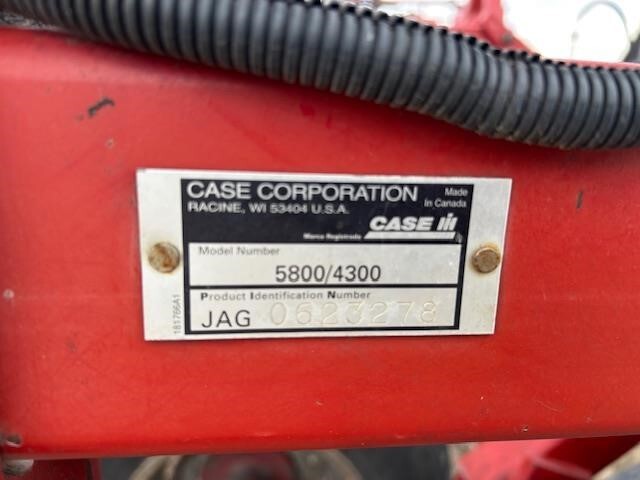 CASE CORPORATION
RACINE, WI 53404 U.S.A.
Made
In Canada
CASE IH
Marca Registrada
Model Number
5800/4300
Product Identification Number
JAG 0623278
181766A1